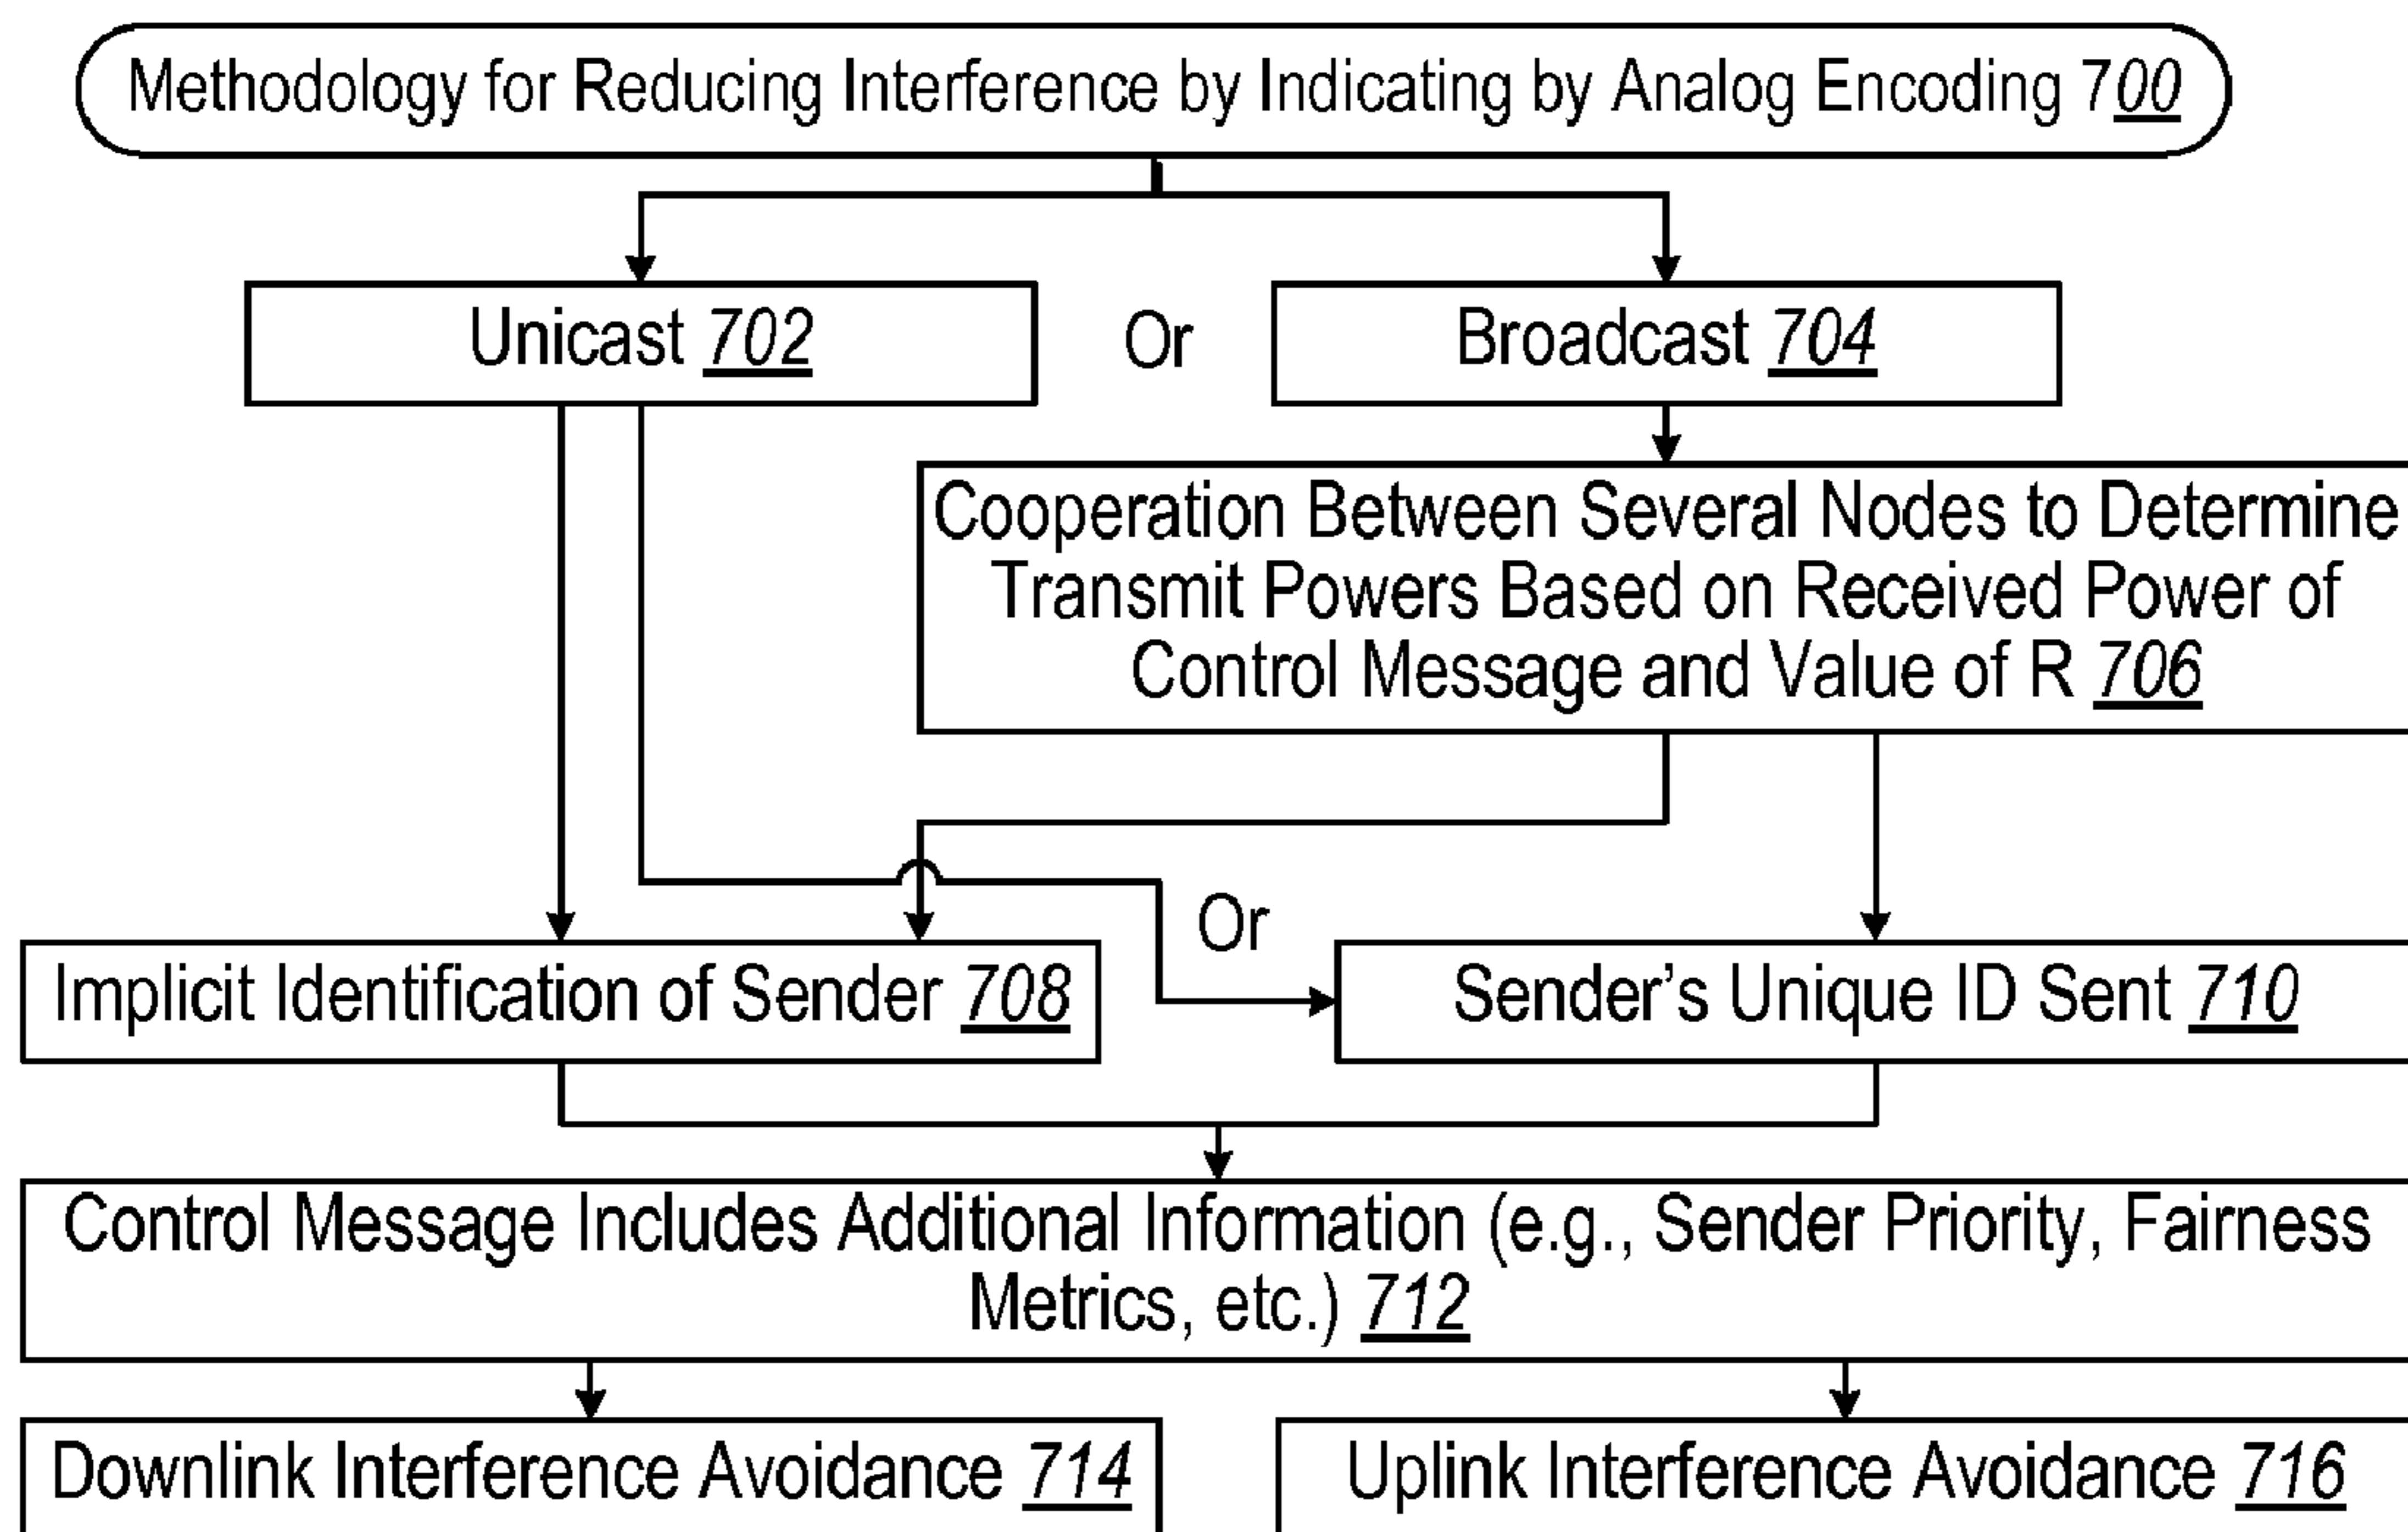 Methodology for Reducing Interference by Indicating by Analog Encoding 700
Unicast 702
Or
Broadcast 704
Cooperation Between Several Nodes to Determine
Transmit Powers Based on Received Power of
Control Message and Value of R 706
Or
Implicit Identification of Sender 708
Sender's Unique ID Sent 710
Control Message Includes Additional Information (e.g., Sender Priority, Fairness
Metrics, etc.) 712
Downlink Interference Avoidance 714
Uplink Interference Avoidance 716